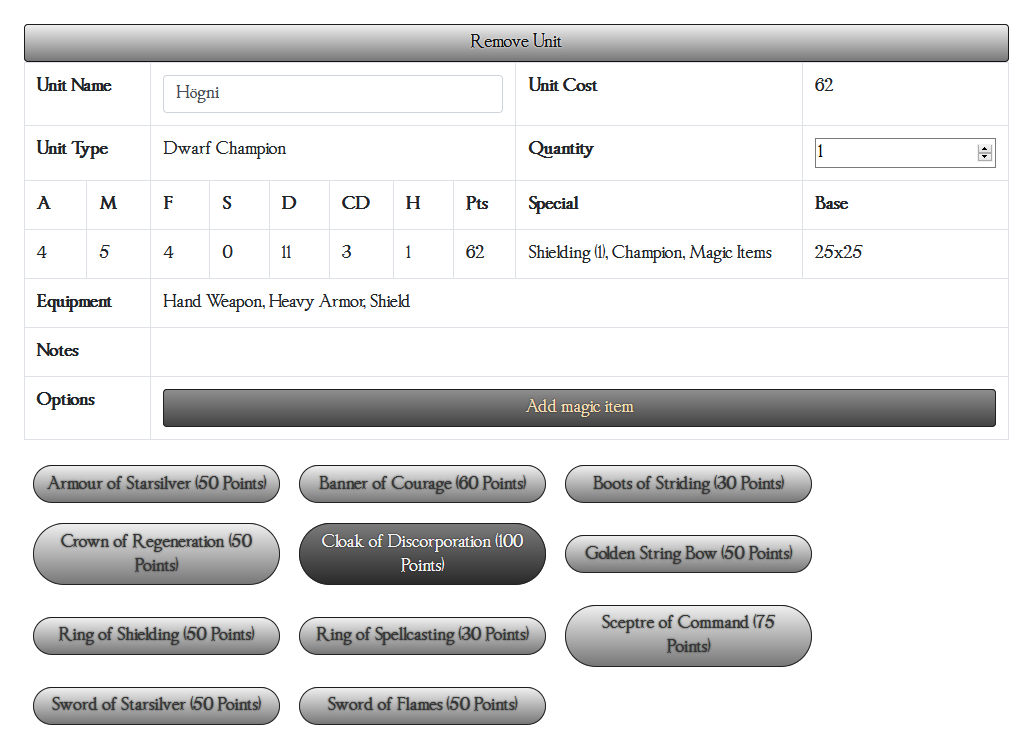 Remove Unit
Unit Name Högni Unit Cost 62
Unit Type Dwarf Champion Quantity 1
A M F S D CD H Pts Special Base
4 5 4 0 11 3 1 62 Shielding (1), Champion, Magic Items 25x25
Equipment Hand Weapon, Heavy Armor, Shield
Notes
Options Add magic item
Armour of Starsilver (50 Points)
Banner of Courage (60 Points)
Boots of Striding (30 Points)
Crown of Regeneration (50
Points)
Cloak of Discorporation (100
Points)
Golden String Bow (50 Points)
Ring of Shielding (50 Points)
Ring of Spellcasting (30 Points)
Sceptre of Command (75
Points)
Sword of Starsilver (50 Points)
Sword of Flames (50 Points)